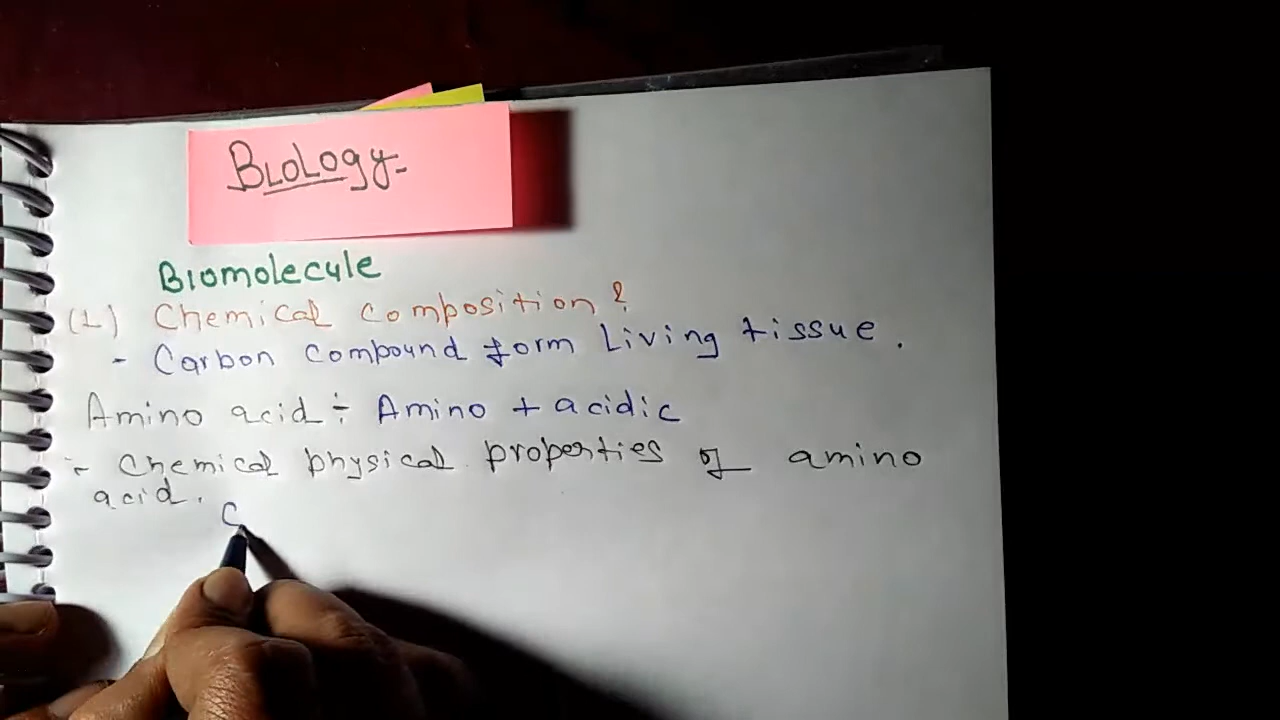 BioLogy-
Biomolecule
(1) Chemical composition?
- Carbon compound form Living tissue.
Amino acid ÷ Amino + acidic
- Chemical physical properties of amino
acid.
C